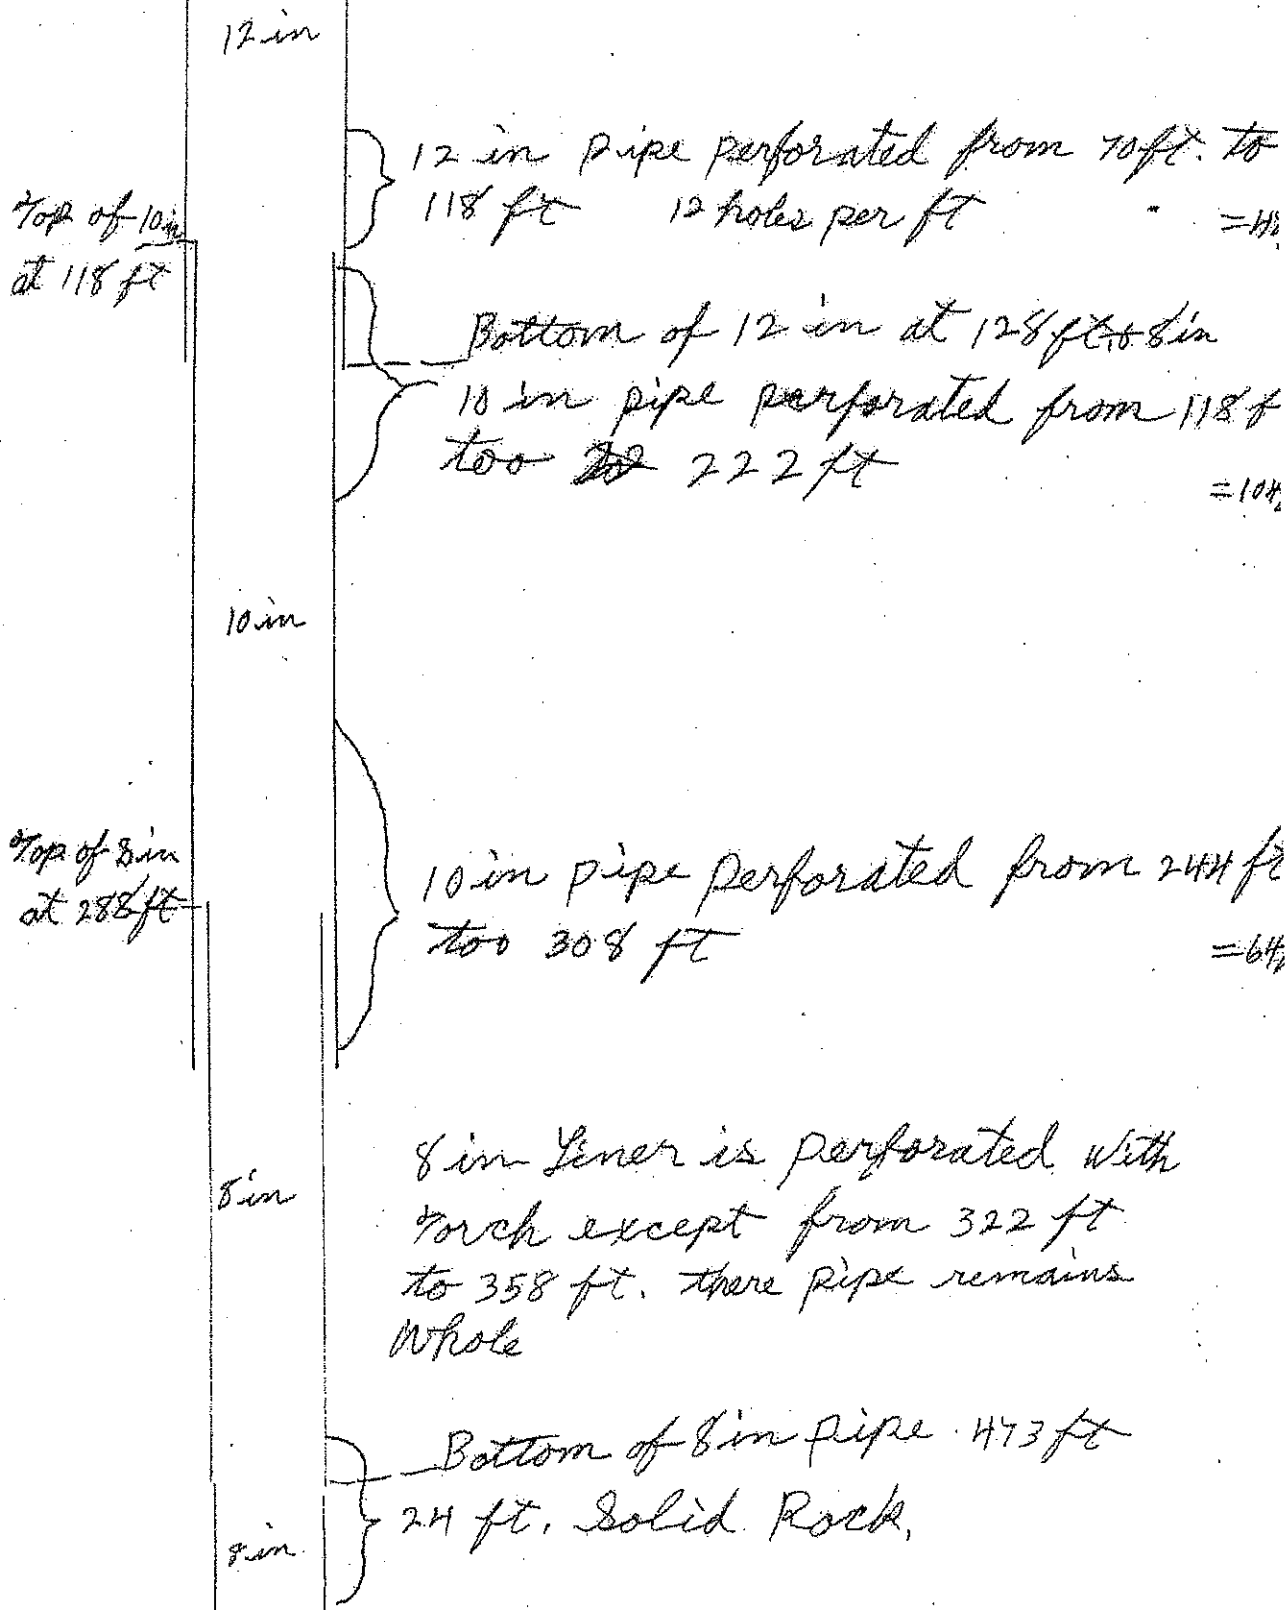 12 in
12 in pipe perforated from 70 ft. to
118 ft 12 holes per ft
Top of 10 in
at 118 ft
Bottom of 12 in at 128 ft 8 in
10 in pipe perforated from 118 f
too 222 ft
=104
10 in
Top of 8 in
at 288 ft
10 in pipe perforated from 244 ft
too 308 ft
=64
8 in Liner is perforated with
Torch except from 322 ft
to 358 ft. there pipe remains
Whole
8 in
Bottom of 8 in pipe 473 ft
24 ft. Solid Rock,
8 in